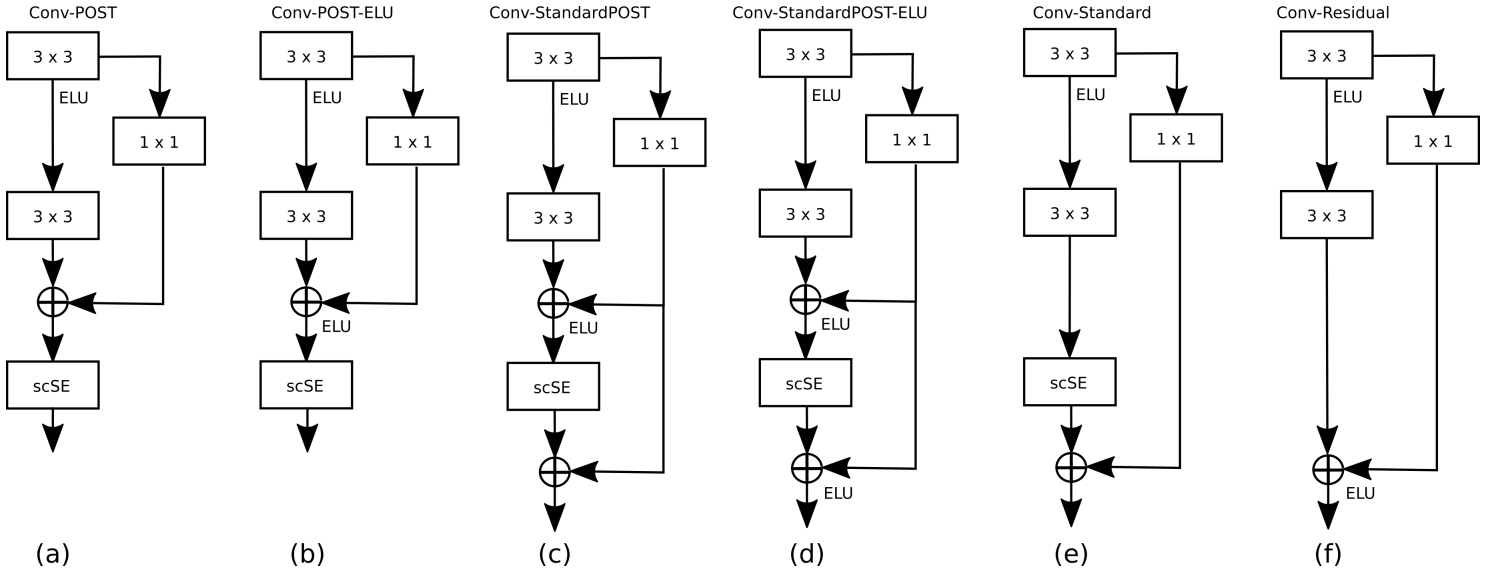 Conv-POST
3 x 3
ELU
1 x 1
3 x 3
scSE
(a)
Conv-POST-ELU
3 x 3
ELU
1 x 1
3 x 3
ELU
scSE
(b)
Conv-StandardPOST
3 x 3
ELU
1 x 1
3 x 3
ELU
scSE
(c)
Conv-StandardPOST-ELU
3 x 3
ELU
1 x 1
3 x 3
ELU
scSE
ELU
(d)
Conv-Standard
3 x 3
ELU
1 x 1
3 x 3
scSE
(e)
Conv-Residual
3 x 3
ELU
1 x 1
3 x 3
ELU
(f)